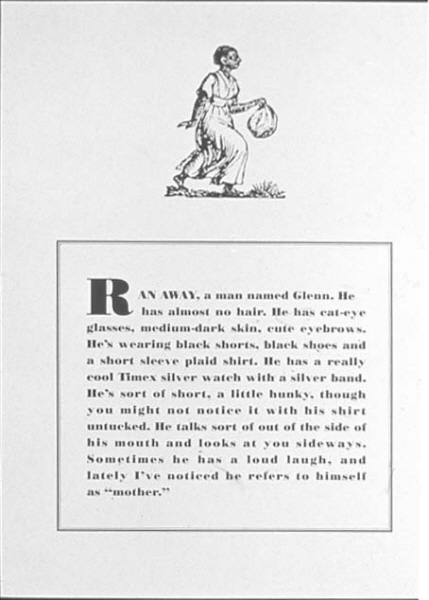 RAN AWAY, a man named Glenn. He
has almost no hair. He has cat-eye
glasses, medium-dark skin, cute eyebrows.
He's wearing black shorts, black shoes and
a short sleeve plaid shirt. He has a really
cool Timex silver watch with a silver band.
He's sort of short, a little hunky, though
you might not notice it with his shirt
untucked. He talks sort of out of the side of
his mouth and looks at you sideways.
Sometimes he has a loud laugh, and
lately I've noticed he refers to himself
as “mother.”